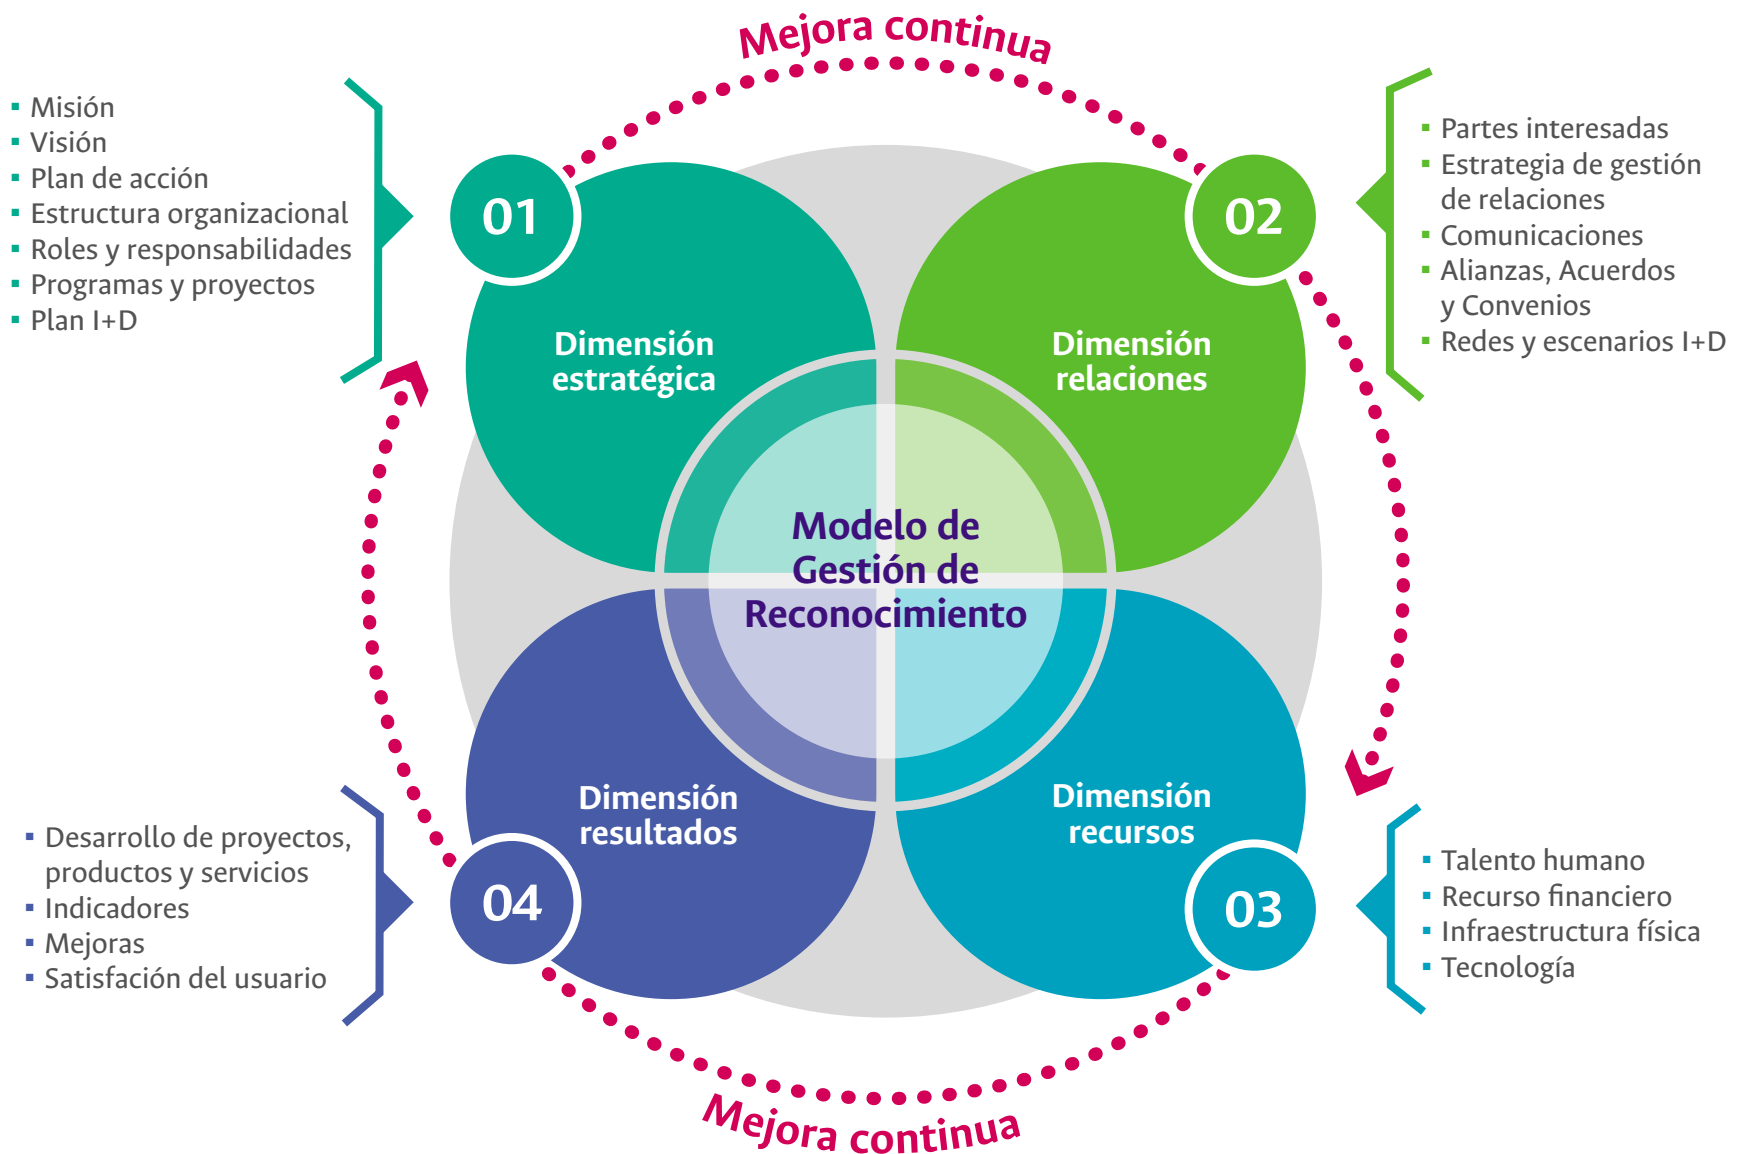 Mejora continua
Misión
Visión
Plan de acción
Estructura organizacional
Roles y responsabilidades
Programas y proyectos
Plan I+D
01
Dimensión
estratégica
02
Dimensión
relaciones
Partes interesadas
Estrategia de gestión
de relaciones
Comunicaciones
Alianzas, Acuerdos
y Convenios
Redes y escenarios I+D
Modelo de
Gestión de
Reconocimiento
Desarrollo de proyectos,
productos y servicios
Indicadores
Mejoras
Satisfación del usuario
Dimensión
resultados
04
Dimensión
recursos
03
Talento humano
Recurso financiero
Infraestructura física
Tecnología
Mejora continua